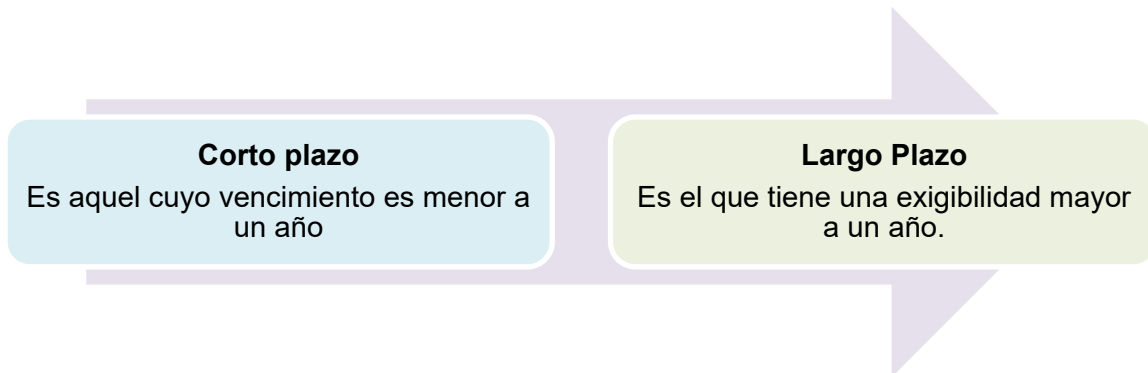 Corto plazo
Es aquel cuyo vencimiento es menor a
un año
Largo Plazo
Es el que tiene una exigibilidad mayor
a un año.